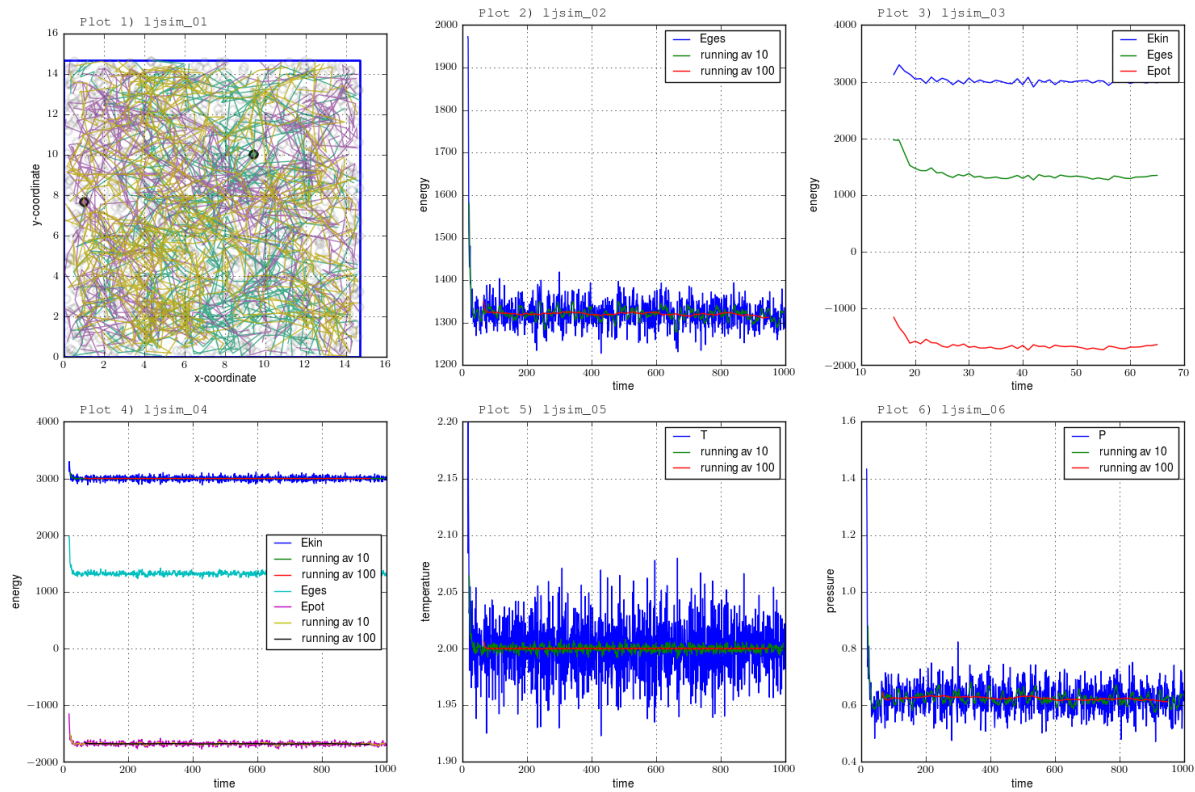 Plot 1) ljsim_01
16
14
12
10
8
6
4
2
0
y-coordinate
0 2 4 6 8 10 12 14 16
x-coordinate
Plot 2) ljsim_02
2000
1900
1800
1700
1600
1500
1400
1300
1200
energy
Eges
running av 10
running av 100
0 200 400 600 800 1000
time
Plot 3) ljsim_03
4000
3000
2000
1000
0
−1000
−2000
energy
Ekin
Eges
Epot
10 20 30 40 50 60 70
time
Plot 4) ljsim_04
4000
3000
2000
1000
0
−1000
−2000
energy
Ekin
running av 10
running av 100
Eges
Epot
running av 10
running av 100
0 200 400 600 800 1000
time
Plot 5) ljsim_05
2.20
2.15
2.10
2.05
2.00
1.95
1.90
temperature
T
running av 10
running av 100
0 200 400 600 800 1000
time
Plot 6) ljsim_06
1.6
1.4
1.2
1.0
0.8
0.6
0.4
pressure
P
running av 10
running av 100
0 200 400 600 800 1000
time